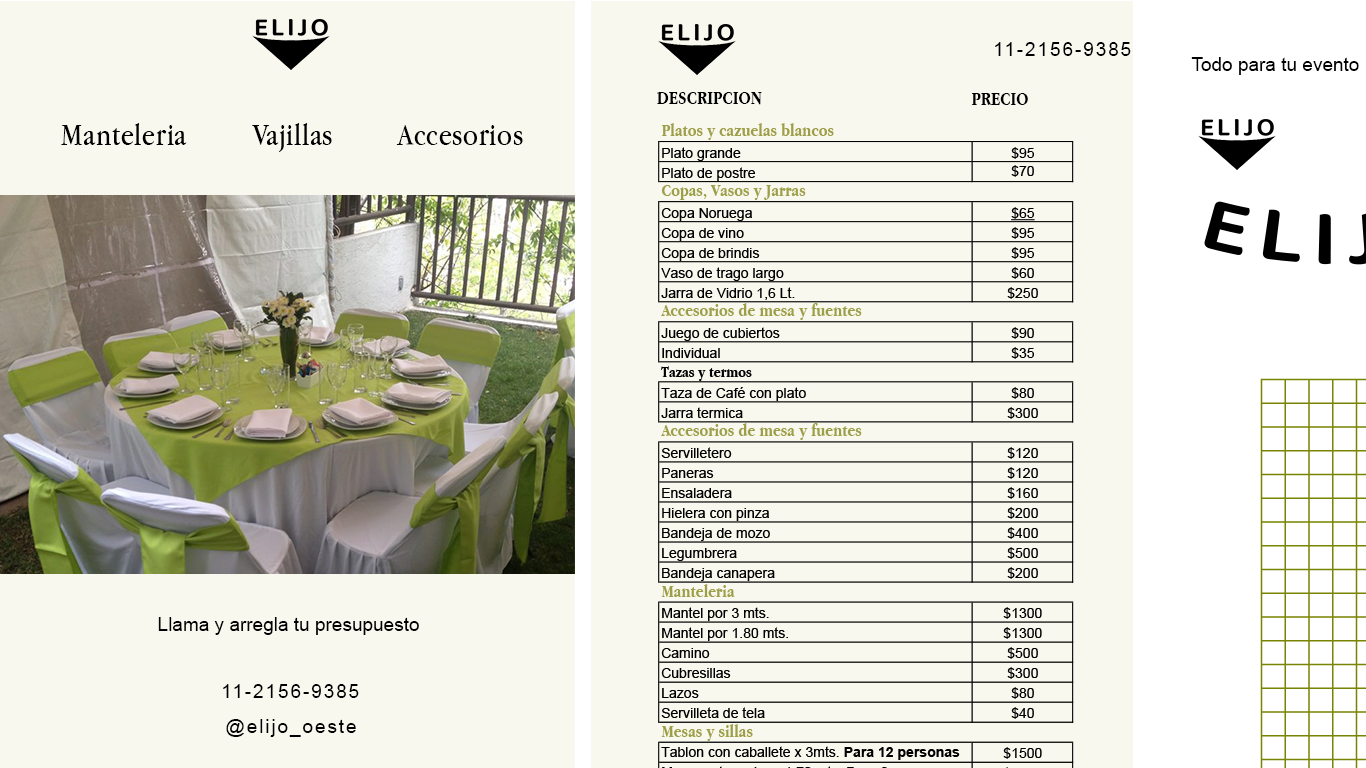 ELIJO
Manteleria Vajillas Accesorios
Llama y arregla tu presupuesto
11-2156-9385
@elijo_oeste
ELIJO
11-2156-9385
DESCRIPCION PRECIO
Platos y cazuelas blancos
Plato grande $95
Plato de postre $70
Copas, Vasos y Jarras
Copa Noruega $65
Copa de vino $95
Copa de brindis $95
Vaso de trago largo $60
Jarra de Vidrio 1,6 Lt. $250
Accesorios de mesa y fuentes
Juego de cubiertos $90
Individual $35
Tazas y termos
Taza de Café con plato $80
Jarra termica $300
Accesorios de mesa y fuentes
Servilletero $120
Paneras $120
Ensaladera $160
Hielera con pinza $200
Bandeja de mozo $400
Legumbrera $500
Bandeja canapera $200
Manteleria
Mantel por 3 mts. $1300
Mantel por 1.80 mts. $1300
Camino $500
Cubresillas $300
Lazos $80
Servilleta de tela $40
Mesas y sillas
Tablon con caballete x 3mts. Para 12 personas $1500
Todo para tu evento
ELIJO
ELIJ